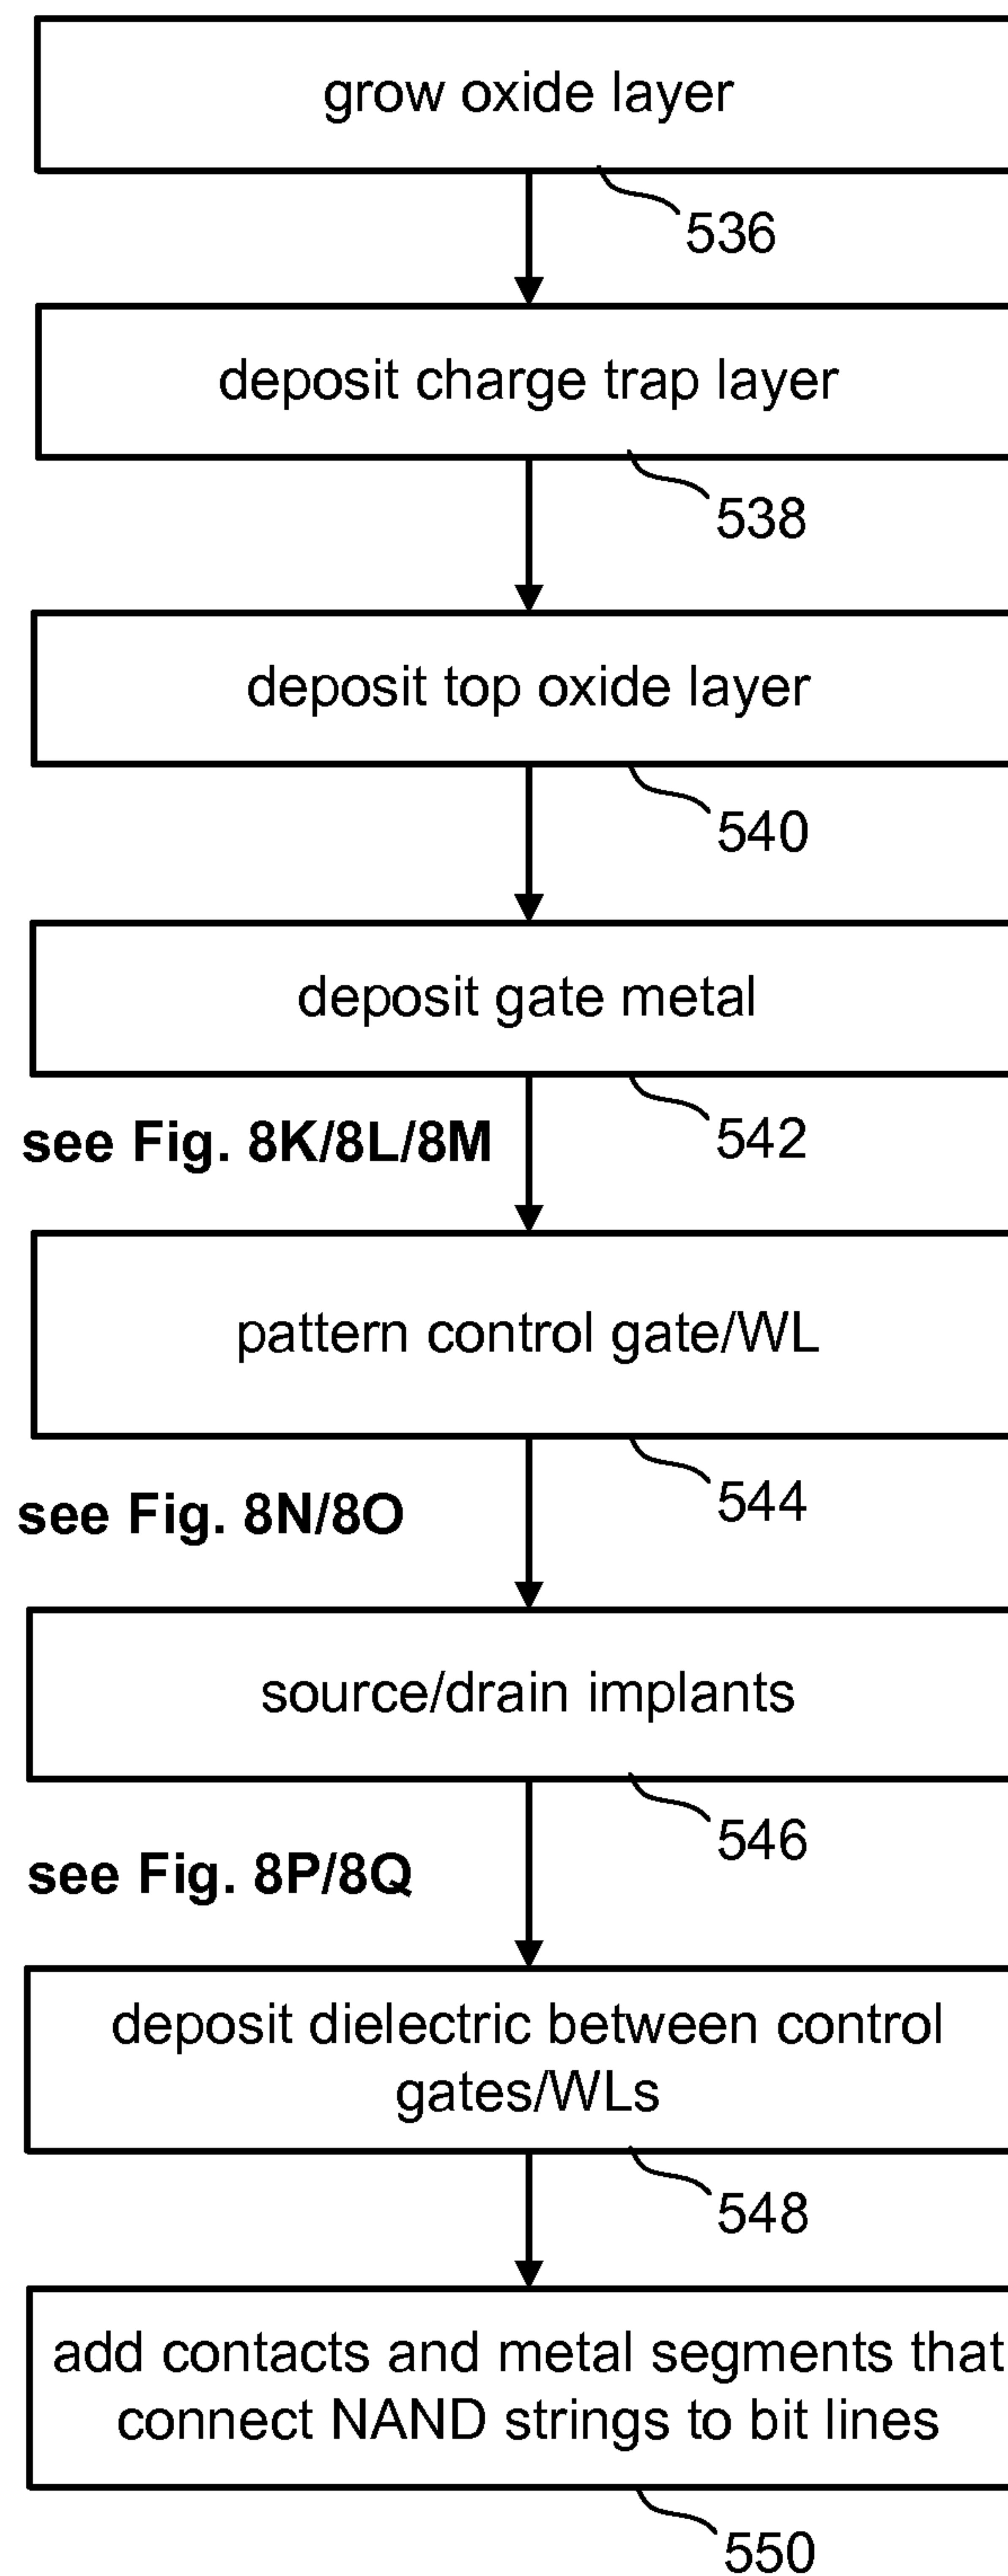 grow oxide layer
536
deposit charge trap layer
538
deposit top oxide layer
540
deposit gate metal
542
see Fig. 8K/8L/8M
pattern control gate/WL
544
see Fig. 8N/8O
source/drain implants
546
see Fig. 8P/8Q
deposit dielectric between control
gates/WLs
548
add contacts and metal segments that
connect NAND strings to bit lines
550